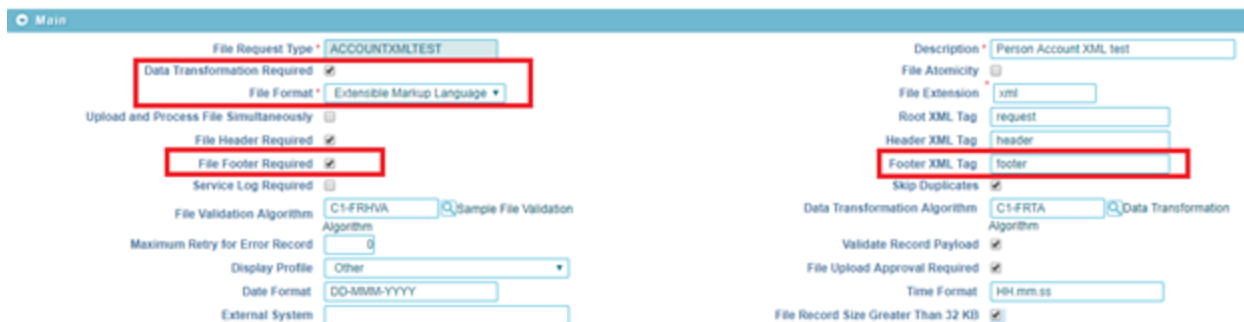 Main
File Request Type * ACCOUNTXMLTEST Description * Person Account XML test
Data Transformation Required File Atomicity
File Format * Extensible Markup Language File Extension * xml
Upload and Process File Simultaneously Root XML Tag request
File Header Required Header XML Tag header
File Footer Required Footer XML Tag footer
Service Log Required Skip Duplicates
File Validation Algorithm C1-FRHVA Sample File Validation Data Transformation Algorithm C1-FRTA Data Transformation
Algorithm Algorithm
Maximum Retry for Error Record 0 Validate Record Payload
Display Profile Other File Upload Approval Required
Date Format DD-MMM-YYYY Time Format HH.mm.ss
External System File Record Size Greater Than 32 KB